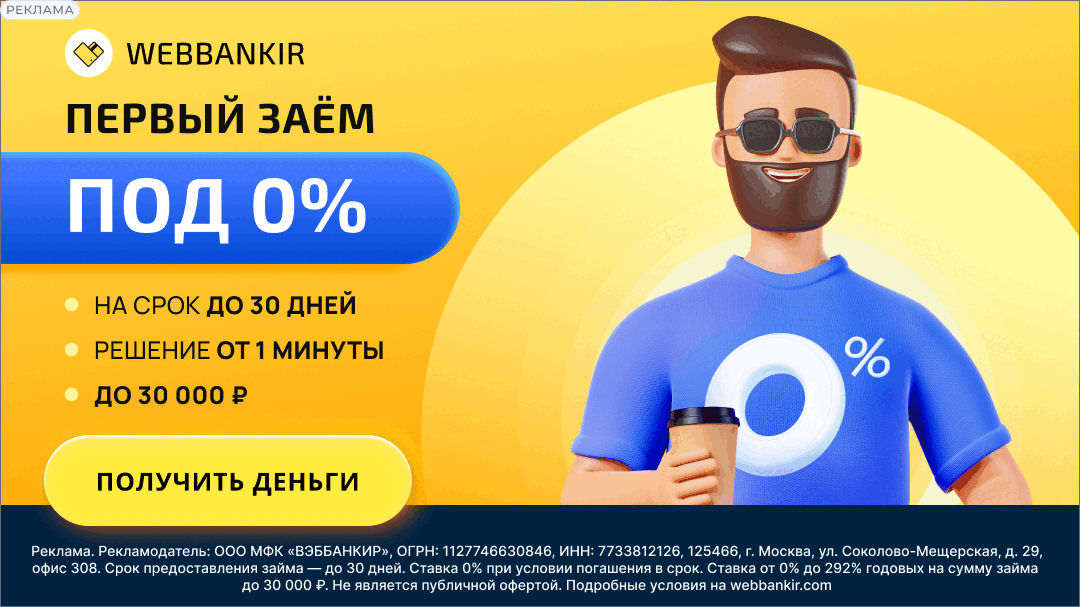 РЕКЛАМА
WEBBANKIR
ПЕРВЫЙ ЗАЁМ
ПОД 0%
НА СРОК ДО 30 ДНЕЙ
РЕШЕНИЕ ОТ 1 МИНУТЫ
ДО 30 000 ₽
0%
ПОЛУЧИТЬ ДЕНЬГИ
Реклама. Рекламодатель: ООО МФК «ВЭББАНКИР», ОГРН: 1127746630846, ИНН: 7733812126, 125466, г. Москва, ул. Соколово-Мещерская, д. 29,
офис 308. Срок предоставления займа — до 30 дней. Ставка 0% при условии погашения в срок. Ставка от 0% до 292% годовых на сумму займа
до 30 000 ₽. Не является публичной офертой. Подробные условия на webbankir.com